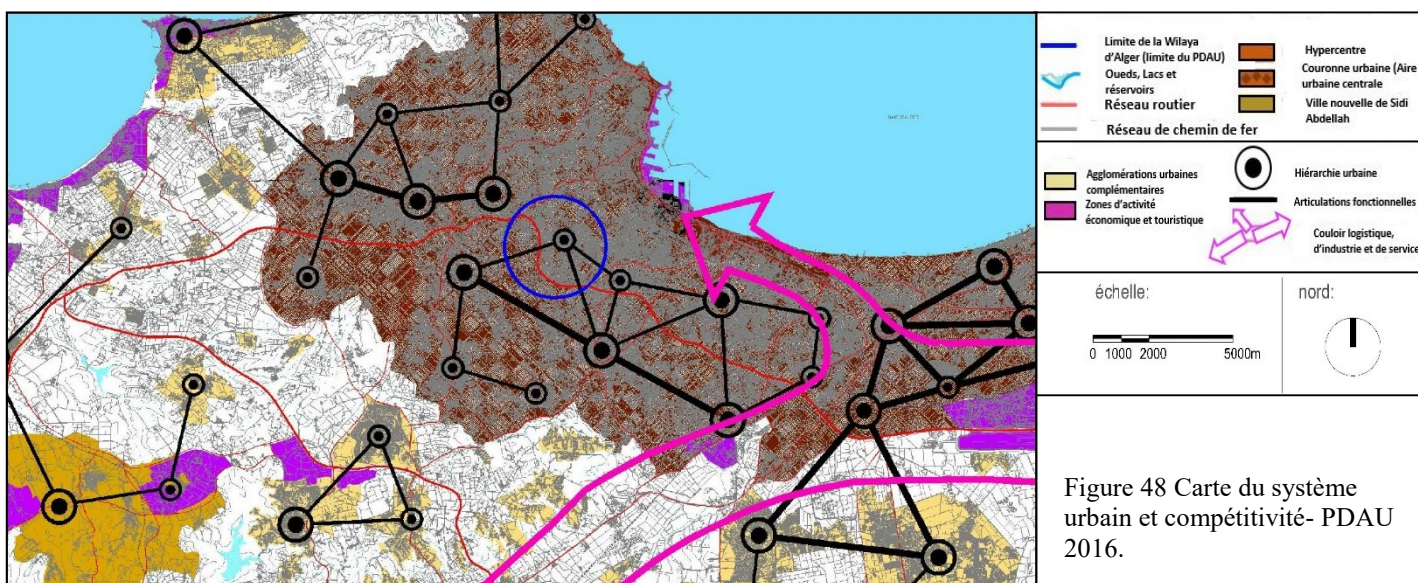 Limite de la Wilaya
d'Alger (limite du PDAU)
Oueds, Lacs et
réservoirs
Réseau routier
Réseau de chemin de fer
Hypercentre
Couronne urbaine (Aire
urbaine centrale
Ville nouvelle de Sidi
Abdellah
Agglomérations urbaines
complémentaires
Zones d'activité
économique et touristique
Hiérarchie urbaine
Articulations fonctionnelles
Couloir logistique,
d'industrie et de service
échelle:
0 1000 2000 5000m
nord:
Figure 48 Carte du système
urbain et compétitivité- PDAU
2016.